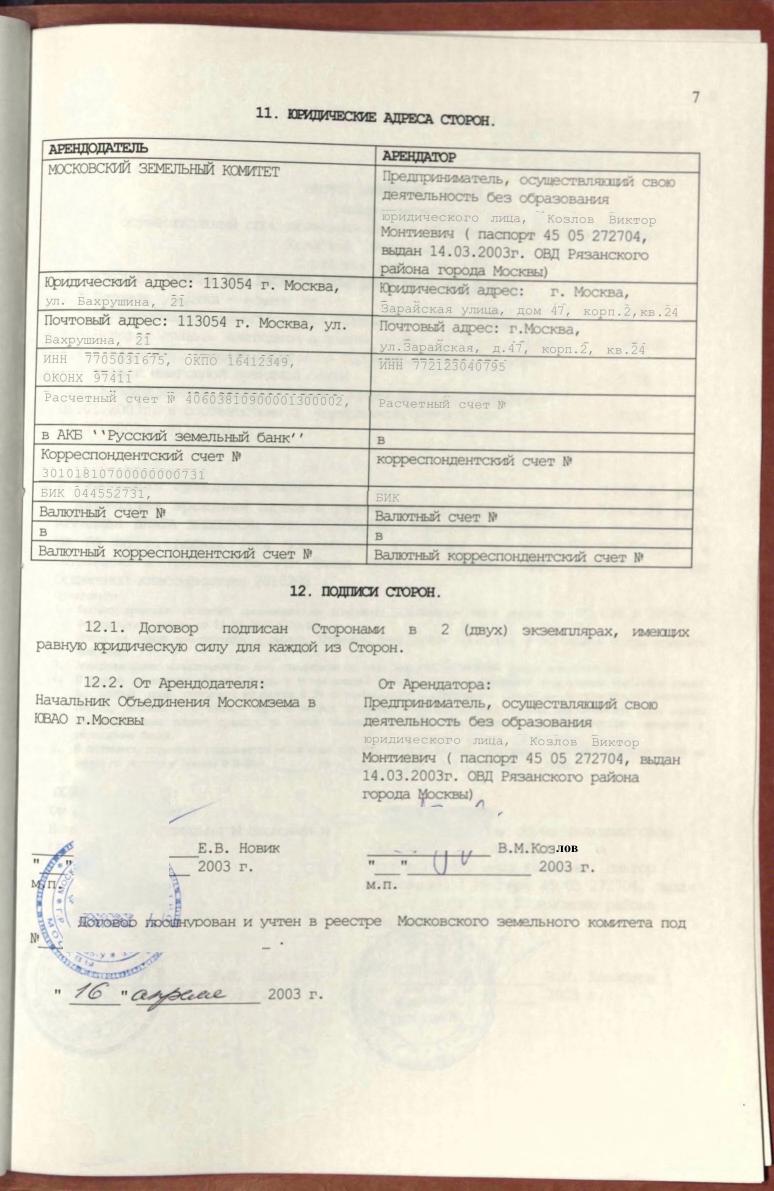 7
11. ЮРИДИЧЕСКИЕ АДРЕСА СТОРОН.
АРЕНДОДАТЕЛЬ
АРЕНДАТОР
МОСКОВСКИЙ ЗЕМЕЛЬНЫЙ КОМИТЕТ
Предприниматель, осуществляющий свою
деятельность без образования
юридического лица, Козлов Виктор
Монтиевич ( паспорт 45 05 272704,
выдан 14.03.2003г. ОВД Рязанского
района города Москвы)
Юридический адрес: 113054 г. Москва,
ул. Бахрушина, 21
Юридический адрес: г. Москва,
Зарайская улица, дом 47, корп.2,кв.24
Почтовый адрес: 113054 г. Москва, ул.
Бахрушина, 21
Почтовый адрес: г.Москва,
ул.Зарайская, д.47, корп.2, кв.24
ИНН 7705031675, ОКПО 16412349,
ОКОНХ 97411
ИНН 772123040795
Расчетный счет № 40603810900001300002,
Расчетный счет №
в АКБ ''Русский земельный банк''
в
Корреспондентский счет №
30101810700000000731
корреспондентский счет №
БИК 044552731,
БИК
Валютный счет №
Валютный счет №
в
в
Валютный корреспондентский счет №
Валютный корреспондентский счет №
12. ПОДПИСИ СТОРОН.
12.1. Договор подписан Сторонами в 2 (двух) экземплярах, имеющих
равную юридическую силу для каждой из Сторон.
12.2. От Арендодателя:
Начальник Объединения Москомзема в
ЮВАО г.Москвы
От Арендатора:
Предприниматель, осуществляющий свою
деятельность без образования
юридического лица, Козлов Виктор
Монтиевич ( паспорт 45 05 272704, выдан
14.03.2003г. ОВД Рязанского района
города Москвы)
Е.В. Новик
В.М.Козлов
" " 2003 г.
" " 2003 г.
м.п.
м.п.
Договор прошнурован и учтен в реестре Московского земельного комитета под
№
" 16 " апреля 2003 г.